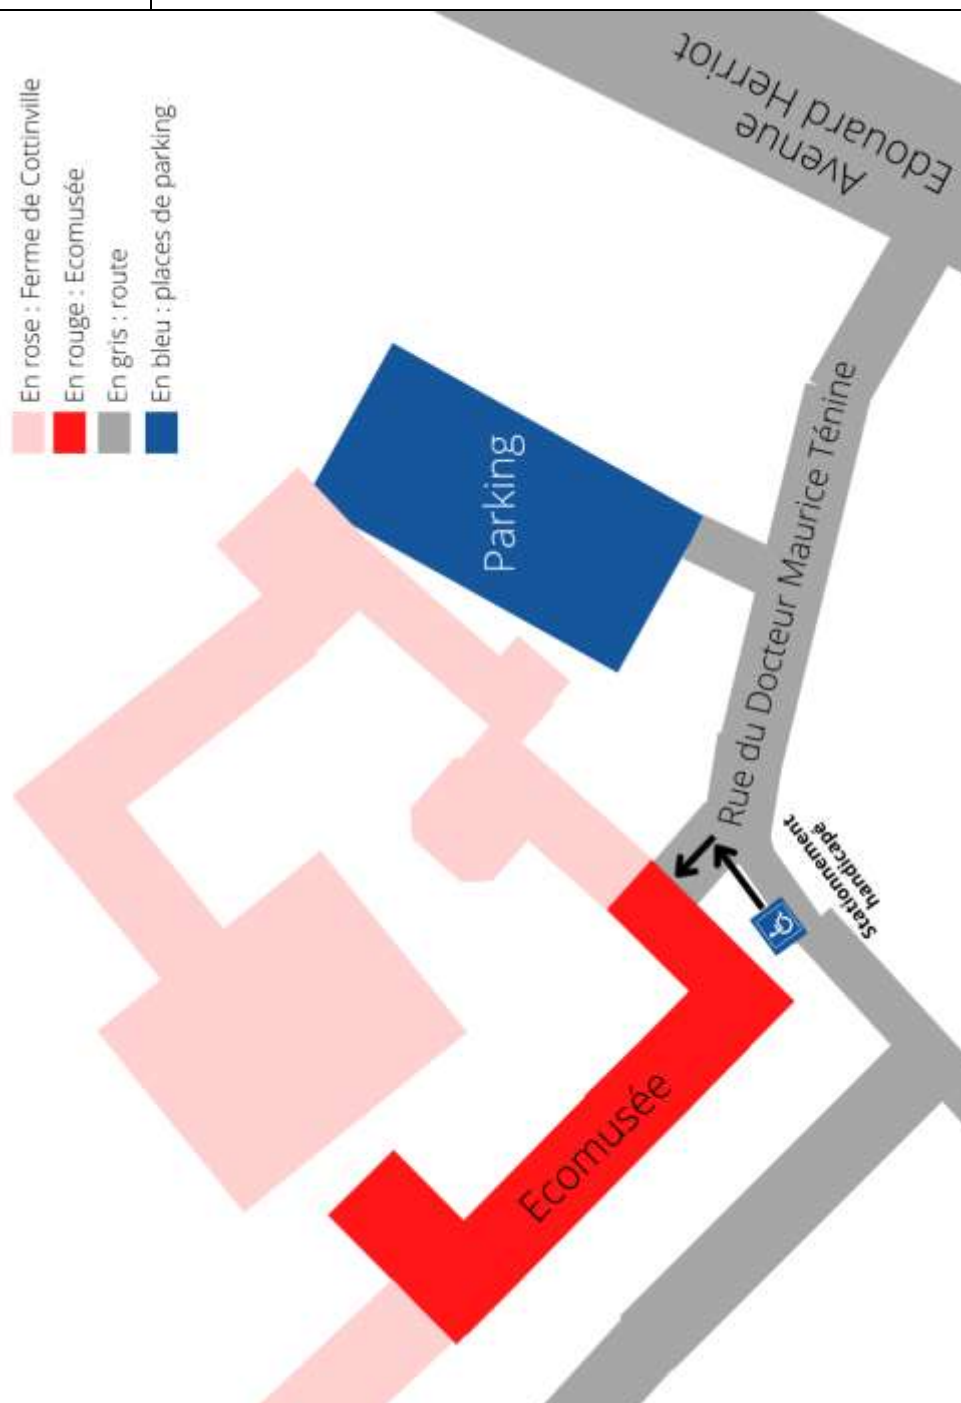 En rose : Ferme de Cottinville
En rouge : Ecomusée
En gris : route
En bleu : places de parking
Avenue
Edouard Herriot
Parking
Rue du Docteur Maurice Ténine
Stationnement
handicapé
Ecomusée